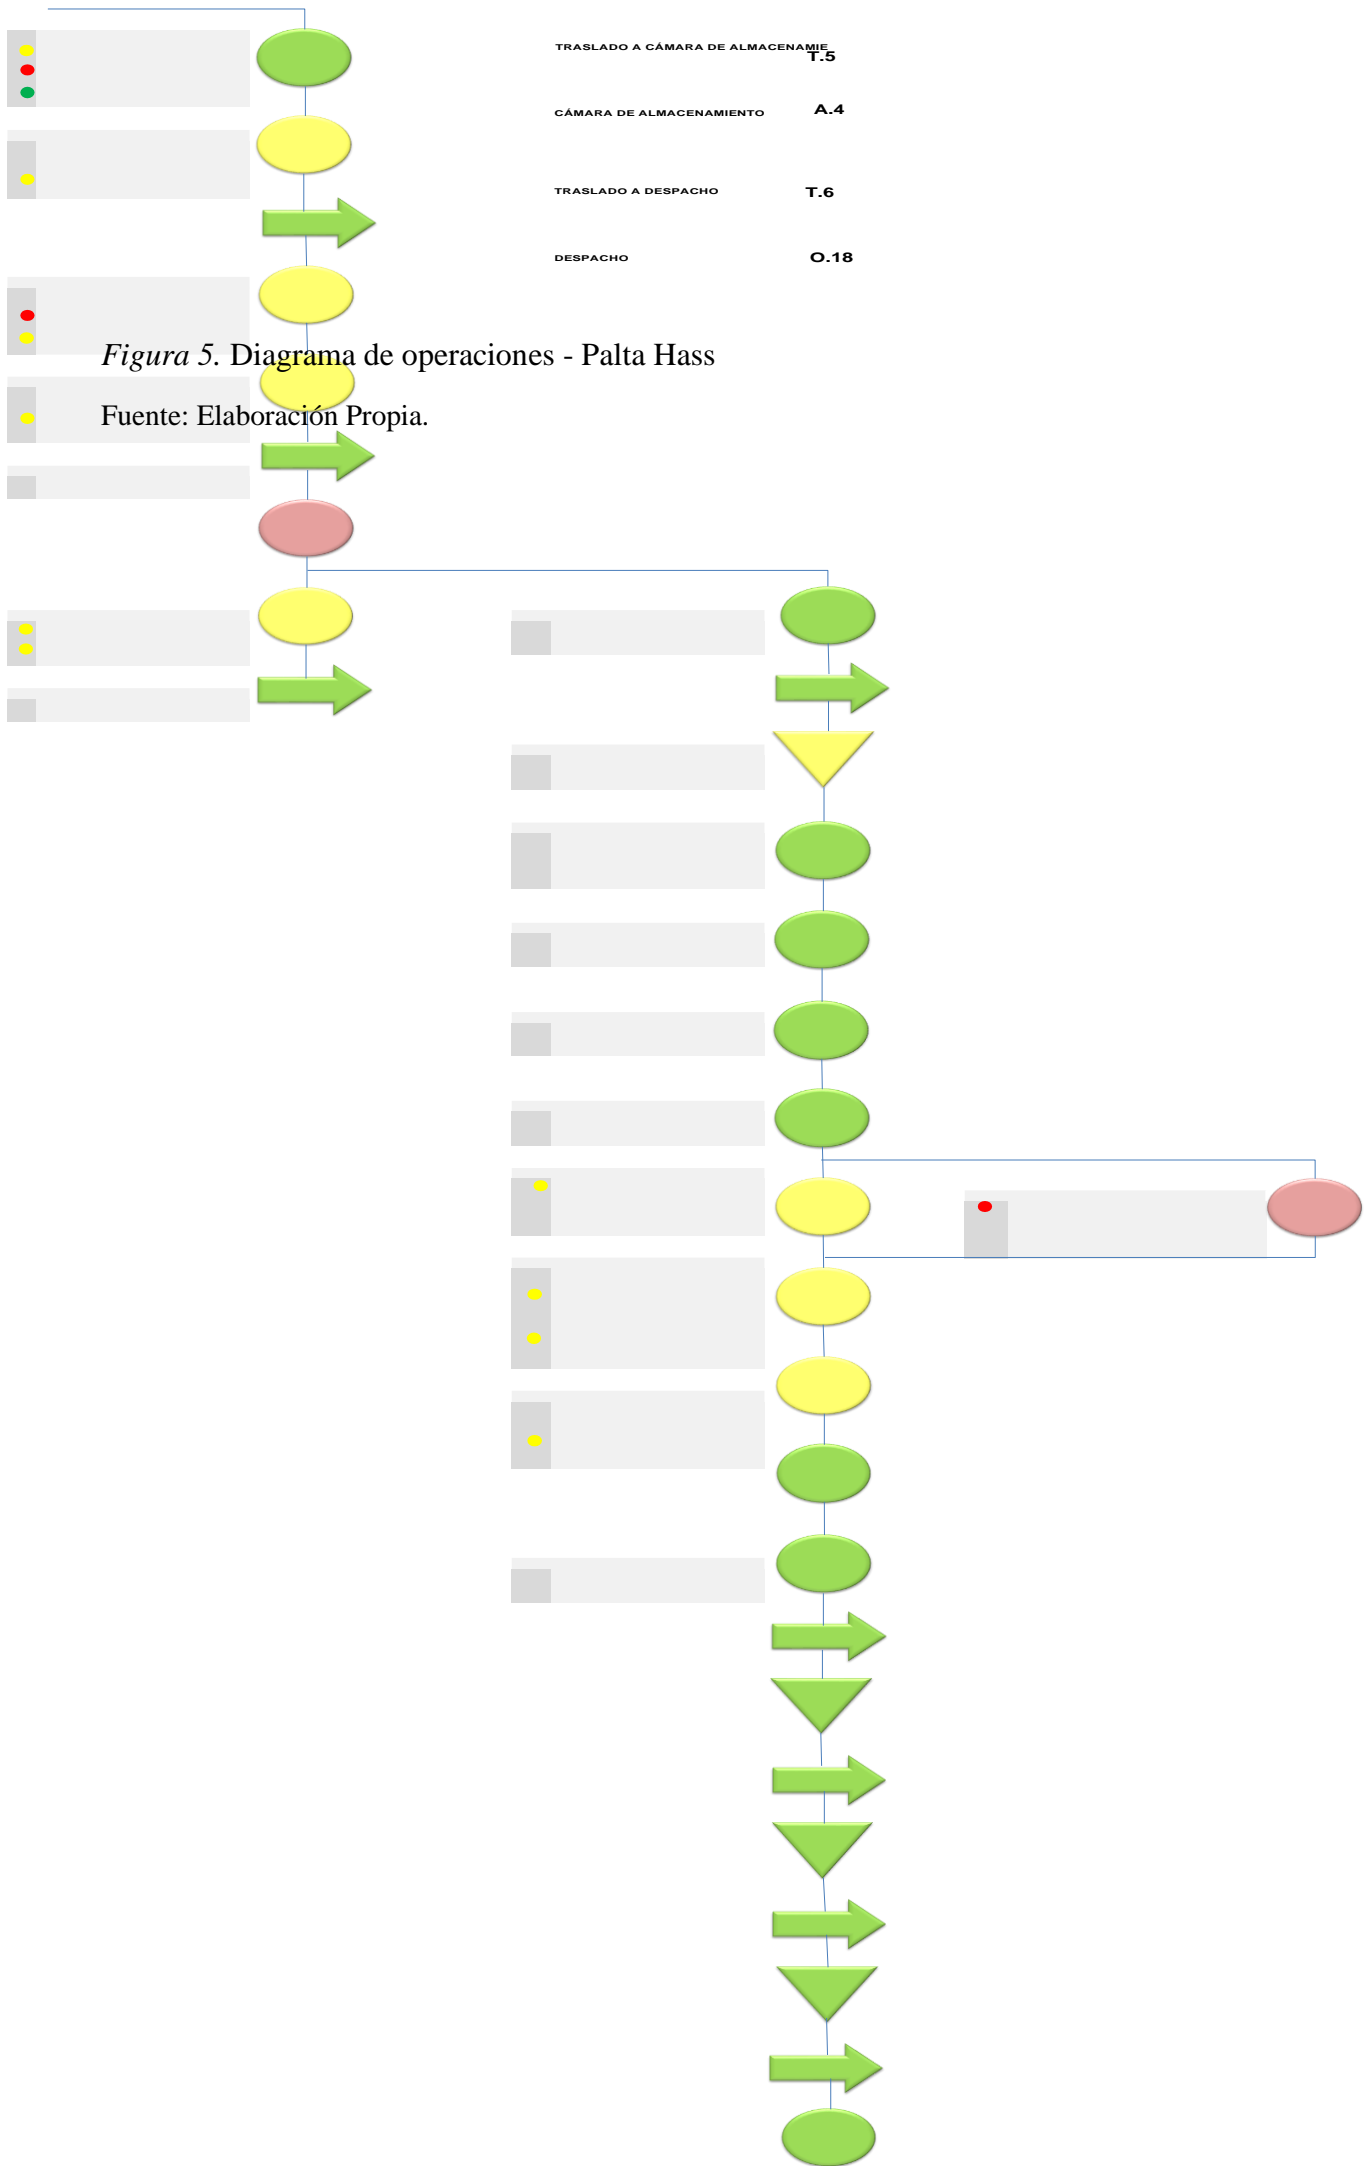 TRASLADO A CÁMARA DE ALMACENAMIE
T.5
CÁMARA DE ALMACENAMIENTO A.4
TRASLADO A DESPACHO T.6
DESPACHO O.18
Figura 5. Diagrama de operaciones - Palta Hass
Fuente: Elaboración Propia.